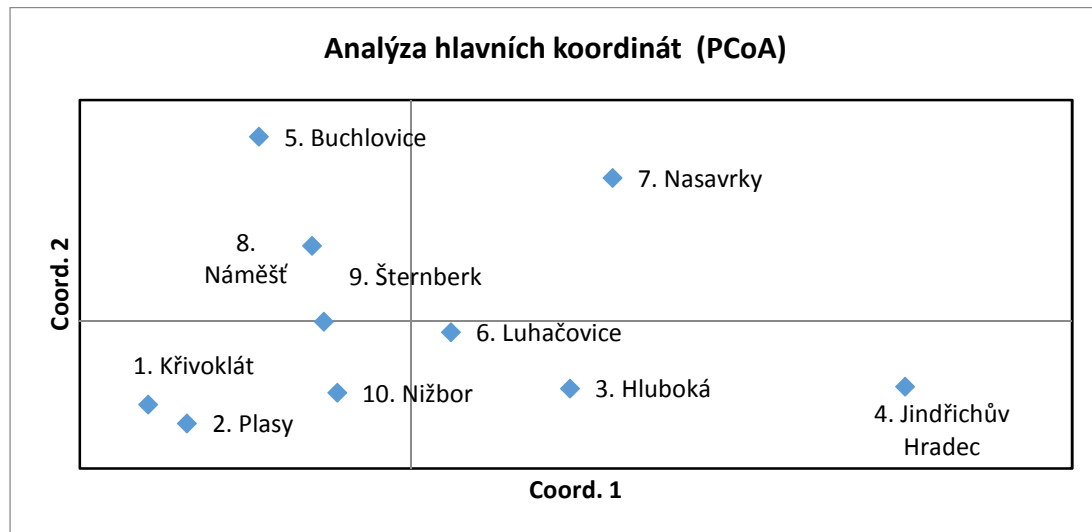 Analýza hlavních koordinát (PCoA)
5. Buchlovice
7. Nasavrky
8.
Náměšť
9. Šternberk
Coord. 2
6. Luhačovice
1. Křivoklát
10. Nižbor
3. Hluboká
2. Plasy
4. Jindřichův
Hradec
Coord. 1